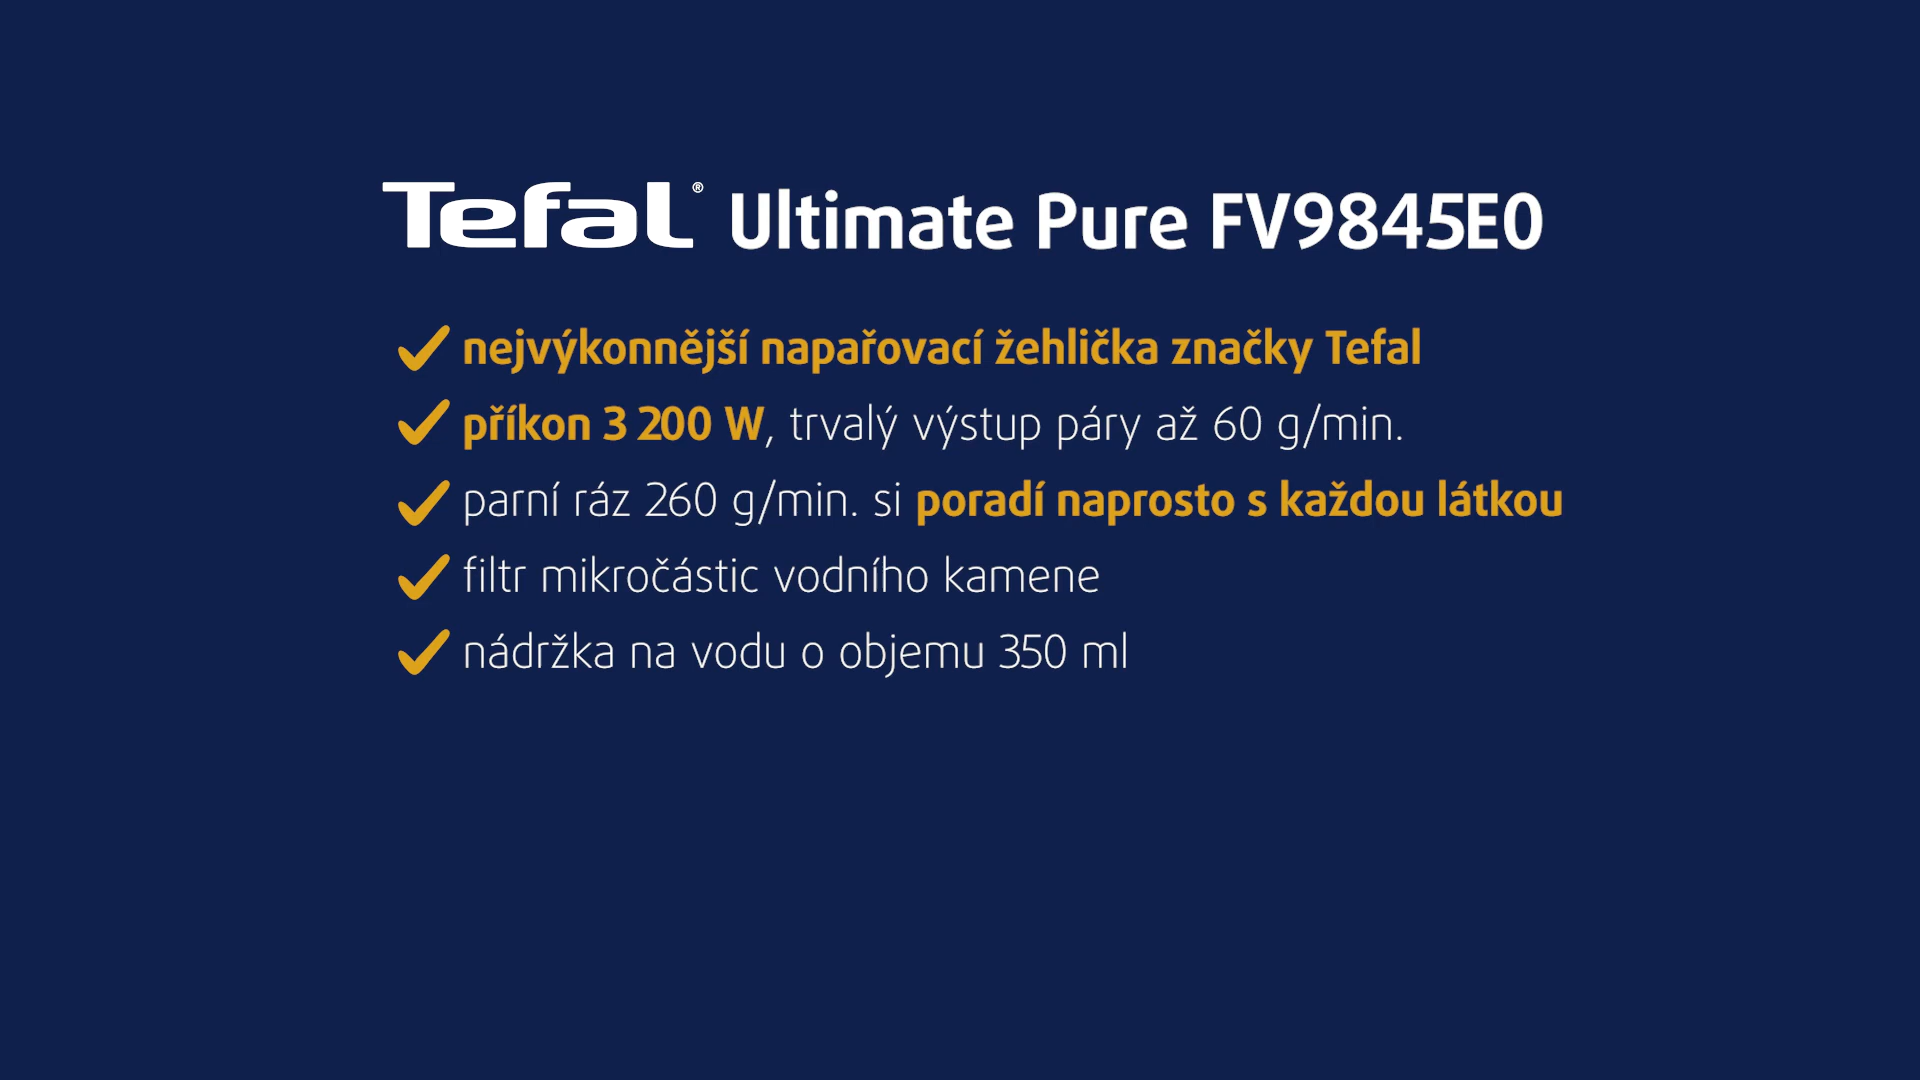 Tefal® Ultimate Pure FV9845E0
nejvýkonnější napařovací žehlička značky Tefal
příkon 3 200 W, trvalý výstup páry až 60 g/min.
parní ráz 260 g/min. si poradí naprosto s každou látkou
filtr mikročástic vodního kamene
nádržka na vodu o objemu 350 ml